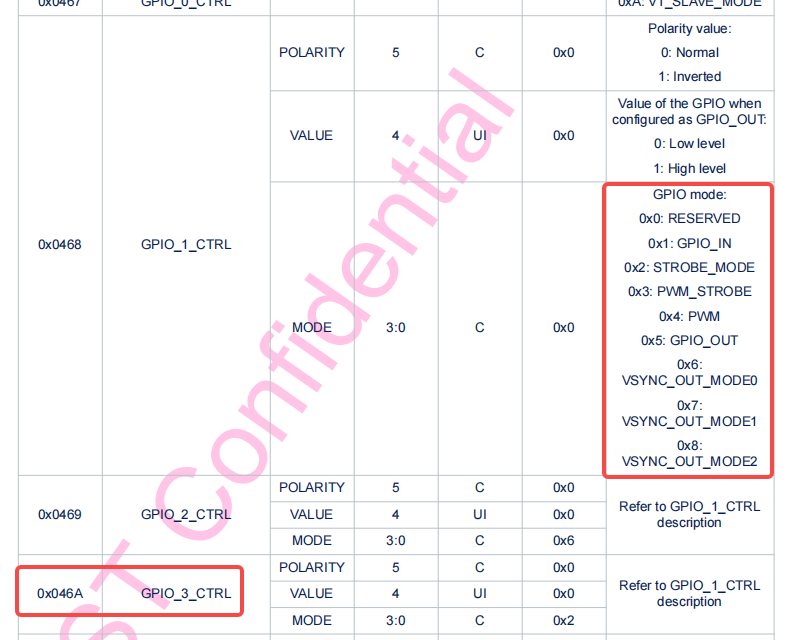 0x0467 GPIO_0_CTRL 0xA: VT_SLAVE_MODE
0x0468 GPIO_1_CTRL
POLARITY 5 C 0x0
Polarity value:
0: Normal
1: Inverted
VALUE 4 UI 0x0
Value of the GPIO when
configured as GPIO_OUT:
0: Low level
1: High level
MODE 3:0 C 0x0
GPIO mode:
0x0: RESERVED
0x1: GPIO_IN
0x2: STROBE_MODE
0x3: PWM_STROBE
0x4: PWM
0x5: GPIO_OUT
0x6:
VSYNC_OUT_MODE0
0x7:
VSYNC_OUT_MODE1
0x8:
VSYNC_OUT_MODE2
0x0469 GPIO_2_CTRL
POLARITY 5 C 0x0
VALUE 4 UI 0x0
MODE 3:0 C 0x6
Refer to GPIO_1_CTRL
description
0x046A GPIO_3_CTRL
POLARITY 5 C 0x0
VALUE 4 UI 0x0
MODE 3:0 C 0x2
Refer to GPIO_1_CTRL
description
ST Confidential